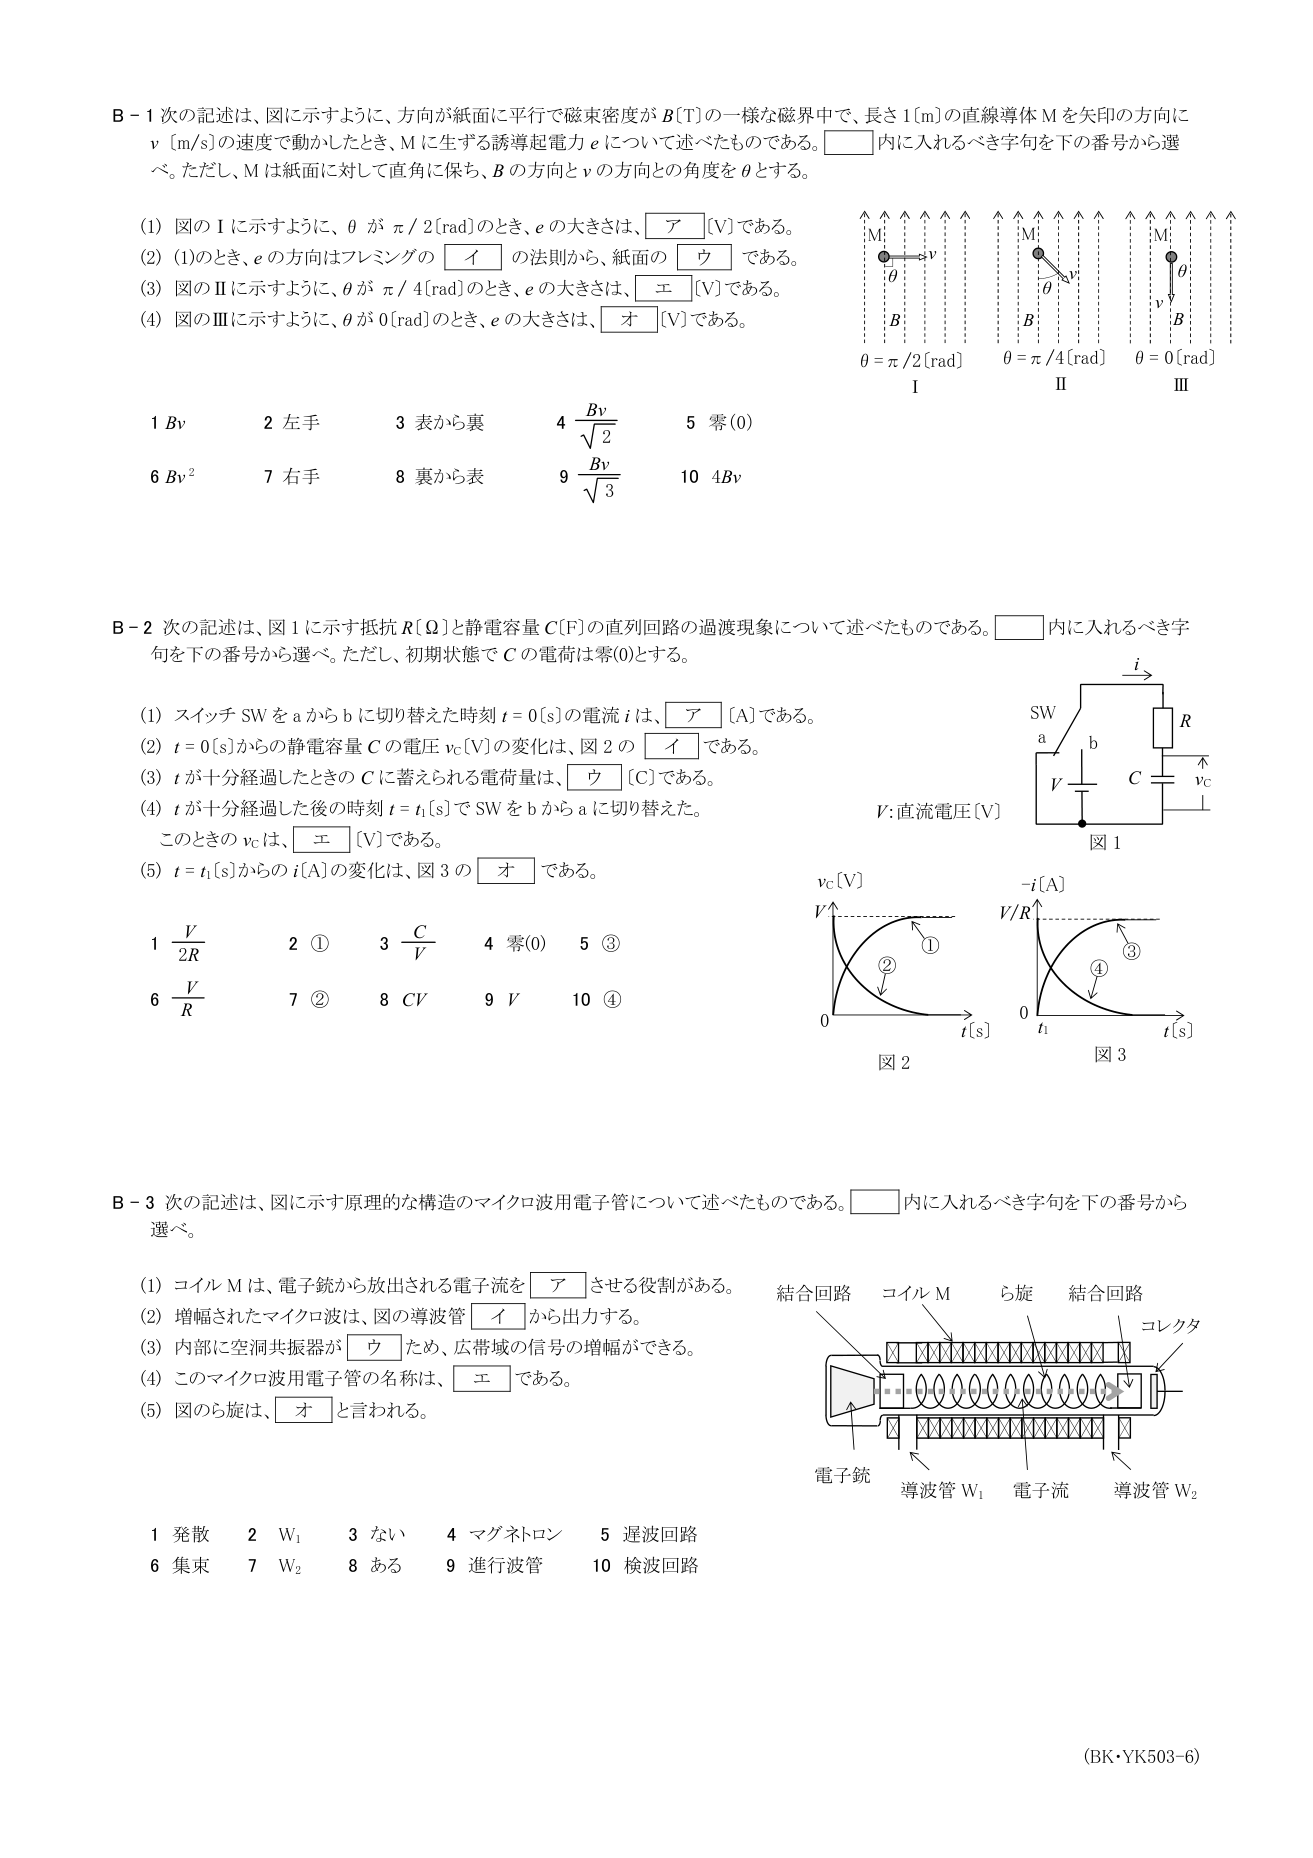 B - 1 次の記述は、図に示すように、方向が紙面に平行で磁束密度が B〔T〕の一様な磁界中で、長さ 1〔m〕の直線導体 M を矢印の方向に
v〔m/s〕の速度で動かしたとき、M に生ずる誘導起電力 e について述べたものである。 内に入れるべき字句を下の番号から選
べ。ただし、M は紙面に対して直角に保ち、B の方向と v の方向との角度を θ とする。
(1) 図の Ⅰ に示すように、θ が π / 2〔rad〕のとき、e の大きさは、 ア 〔V〕である。
(2) (1)のとき、e の方向はフレミングの イ の法則から、紙面の ウ である。
(3) 図の Ⅱ に示すように、θ が π / 4〔rad〕のとき、e の大きさは、 エ 〔V〕である。
(4) 図の Ⅲ に示すように、θ が 0〔rad〕のとき、e の大きさは、 オ 〔V〕である。
M v θ B
θ = π /2〔rad〕
Ⅰ
M v θ B
θ = π /4〔rad〕
Ⅱ
M θ v B
θ = 0〔rad〕
Ⅲ
1 Bv 2 左手 3 表から裏 4 Bv/√2 5 零(0)
6 Bv² 7 右手 8 裏から表 9 Bv/√3 10 4Bv
B - 2 次の記述は、図 1 に示す抵抗 R〔Ω〕と静電容量 C〔F〕の直列回路の過渡現象について述べたものである。 内に入れるべき字
句を下の番号から選べ。ただし、初期状態で C の電荷は零(0)とする。
(1) スイッチ SW を a から b に切り替えた時刻 t = 0〔s〕の電流 i は、 ア 〔A〕である。
(2) t = 0〔s〕からの静電容量 C の電圧 vC〔V〕の変化は、図 2 の イ である。
(3) t が十分経過したときの C に蓄えられる電荷量は、 ウ 〔C〕である。
(4) t が十分経過した後の時刻 t = t₁〔s〕で SW を b から a に切り替えた。
このときの vC は、 エ 〔V〕である。
(5) t = t₁〔s〕からの i〔A〕の変化は、図 3 の オ である。
i
SW
R
a b
V C vC
V:直流電圧〔V〕
図 1
vC〔V〕
V
①
②
0
t〔s〕
図 2
-i〔A〕
V/R
③
④
0
t₁
t〔s〕
図 3
1 V/2R 2 ① 3 C/V 4 零(0) 5 ③
6 V/R 7 ② 8 CV 9 V 10 ④
B - 3 次の記述は、図に示す原理的な構造のマイクロ波用電子管について述べたものである。 内に入れるべき字句を下の番号から
選べ。
(1) コイル M は、電子銃から放出される電子流を ア させる役割がある。
(2) 増幅されたマイクロ波は、図の導波管 イ から出力する。
(3) 内部に空洞共振器が ウ ため、広帯域の信号の増幅ができる。
(4) このマイクロ波用電子管の名称は、 エ である。
(5) 図のら旋は、 オ と言われる。
結合回路 コイル M ら旋 結合回路
コレクタ
電子銃
導波管 W₁ 電子流 導波管 W₂
1 発散 2 W₁ 3 ない 4 マグネトロン 5 遅波回路
6 集束 7 W₂ 8 ある 9 進行波管 10 検波回路
(BK・YK503-6)